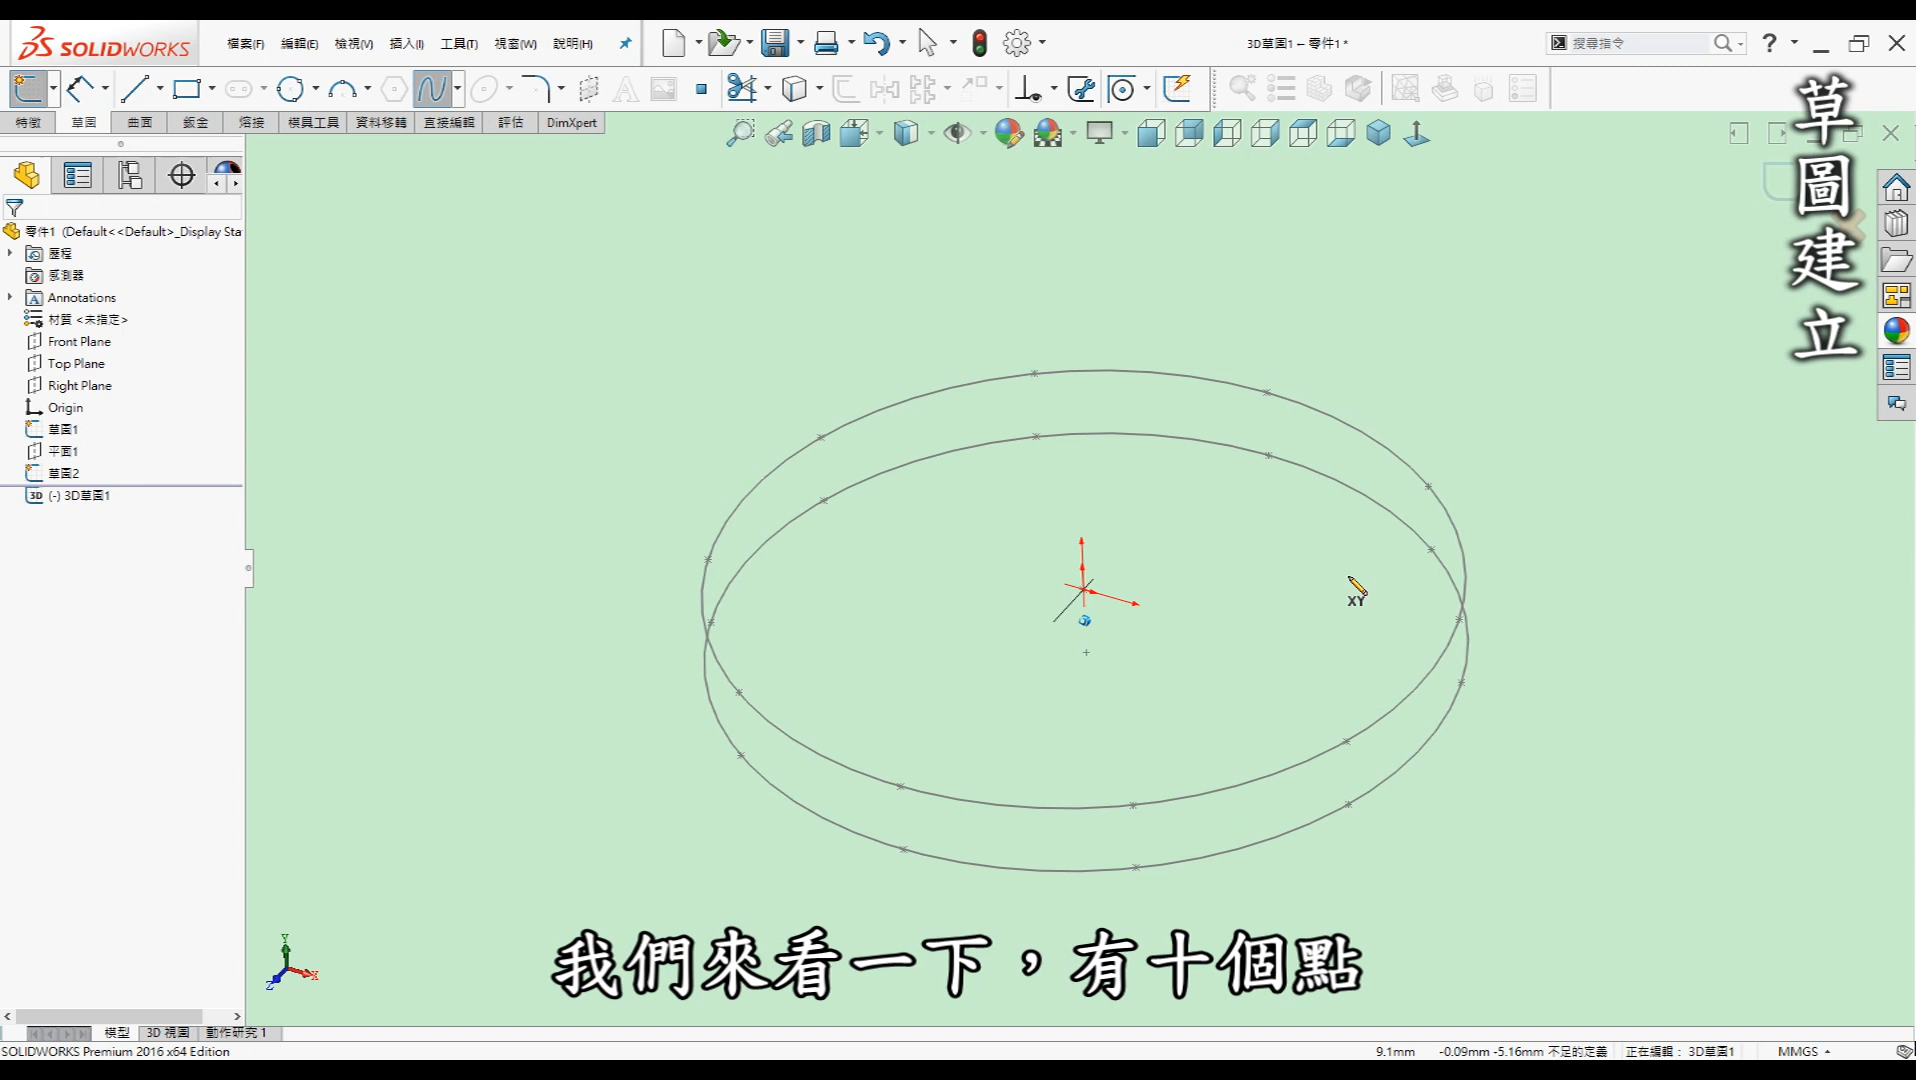 SOLIDWORKS
檔案(F)
編輯(E)
檢視(V)
插入(I)
工具(T)
視窗(W)
說明(H)
3D草圖1 – 零件1 *
搜尋指令
特徵
草圖
曲面
鈑金
熔接
模具工具
資料移轉
直接編輯
評估
DimXpert
零件1 (Default<<Default>_Display Sta
歷程
感測器
Annotations
材質 <未指定>
Front Plane
Top Plane
Right Plane
Origin
草圖1
平面1
草圖2
3D (-) 3D草圖1
草圖建立
XY
Y
X
Z
我們來看一下，有十個點
模型
3D 視圖
動作研究 1
SOLIDWORKS Premium 2016 x64 Edition
9.1mm
-0.09mm -5.16mm 不足的定義
正在編輯： 3D草圖1
MMGS